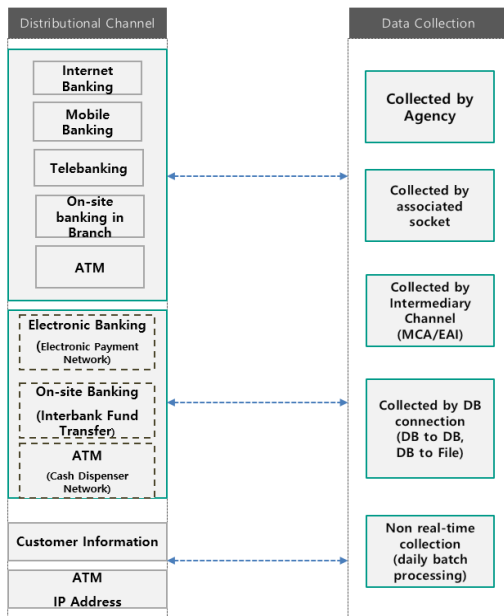 Distributional Channel
Internet
Banking
Mobile
Banking
Telebanking
On-site
banking in
Branch
ATM
Electronic Banking
(Electronic Payment
Network)
On-site Banking
(Interbank Fund
Transfer)
ATM
(Cash Dispenser
Network)
Customer Information
ATM
IP Address
Data Collection
Collected by
Agency
Collected by
associated
socket
Collected by
Intermediary
Channel
(MCA/EAI)
Collected by DB
connection
(DB to DB,
DB to File)
Non real-time
collection
(daily batch
processing)